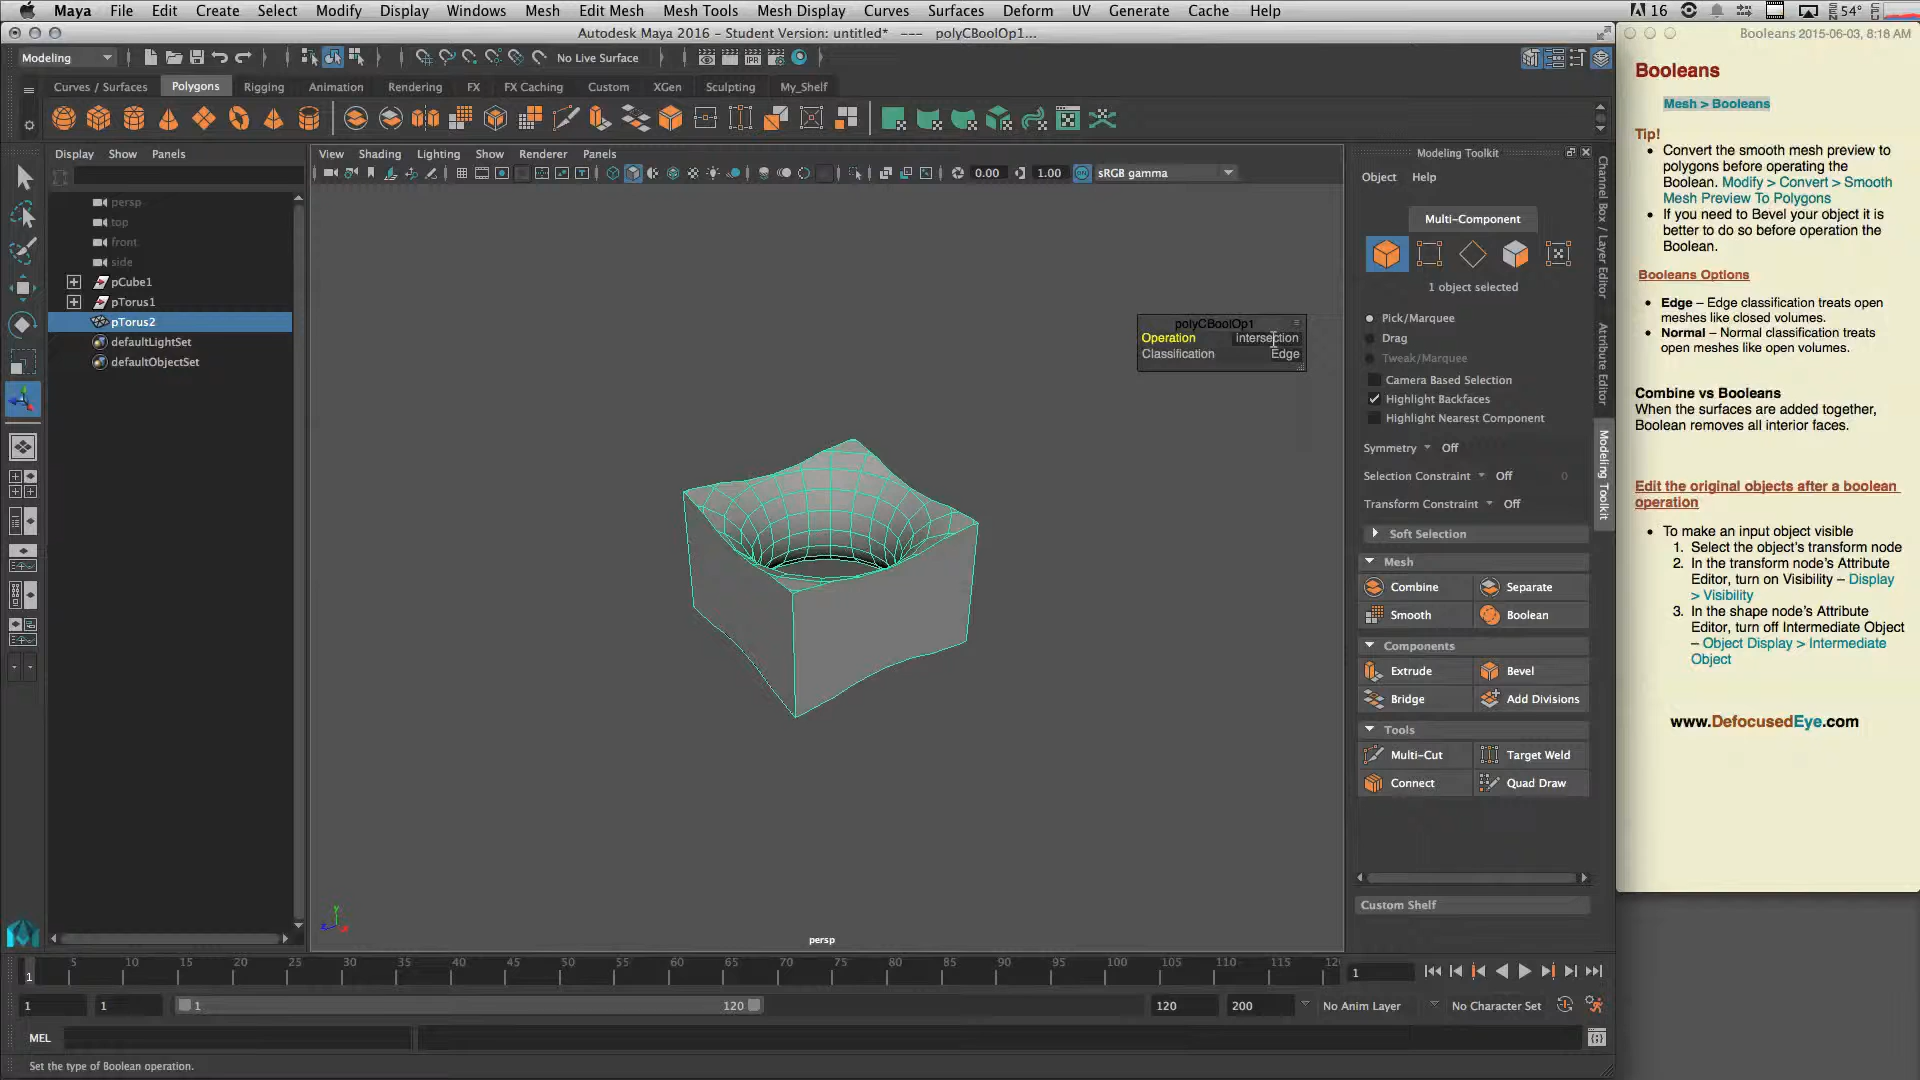 Maya File Edit Create Select Modify Display Windows Mesh Edit Mesh Mesh Tools Mesh Display Curves Surfaces Deform UV Generate Cache Help
16
54°
Autodesk Maya 2016 - Student Version: untitled* --- polyCBoolOp1...
Booleans 2015-06-03, 8:18 AM
Modeling
No Live Surface
Curves / Surfaces Polygons Rigging Animation Rendering FX FX Caching Custum XGen Sculpting My_Shelf
Display Show Panels
persp
top
front
side
pCube1
pTorus1
pTorus2
defaultLightSet
defaultObjectSet
View Shading Lighting Show Renderer Panels
0.00 1.00 sRGB gamma
polyCBoolOp1
Operation Intersection
Classification Edge
persp
Modeling Toolkit
Object Help
Multi-Component
1 object selected
Pick/Marquee
Drag
Tweak/Marquee
Camera Based Selection
Highlight Backfaces
Highlight Nearest Component
Symmetry Off
Selection Constraint Off 0
Transform Constraint Off
Soft Selection
Mesh
Combine Separate
Smooth Boolean
Components
Extrude Bevel
Bridge Add Divisions
Tools
Multi-Cut Target Weld
Connect Quad Draw
Custom Shelf
Channel Box / Layer Editor
Attribute Editor
Modeling Toolkit
Booleans
Mesh > Booleans
Tip!
• Convert the smooth mesh preview to
polygons before operating the
Boolean. Modify > Convert > Smooth
Mesh Preview To Polygons
• If you need to Bevel your object it is
better to do so before operation the
Boolean.
Booleans Options
• Edge – Edge classification treats open
meshes like closed volumes.
• Normal – Normal classification treats
open meshes like open volumes.
Combine vs Booleans
When the surfaces are added together,
Boolean removes all interior faces.
Edit the original objects after a boolean
operation
• To make an input object visible
1. Select the object's transform node
2. In the transform node's Attribute
Editor, turn on Visibility – Display
> Visibility
3. In the shape node's Attribute
Editor, turn off Intermediate Object
– Object Display > Intermediate
Object
www.DefocusedEye.com
1 5 10 15 20 25 30 35 40 45 50 55 60 65 70 75 80 85 90 95 100 105 110 115 12
1
1 1 1 120 120 200 No Anim Layer No Character Set
MEL
Set the type of Boolean operation.